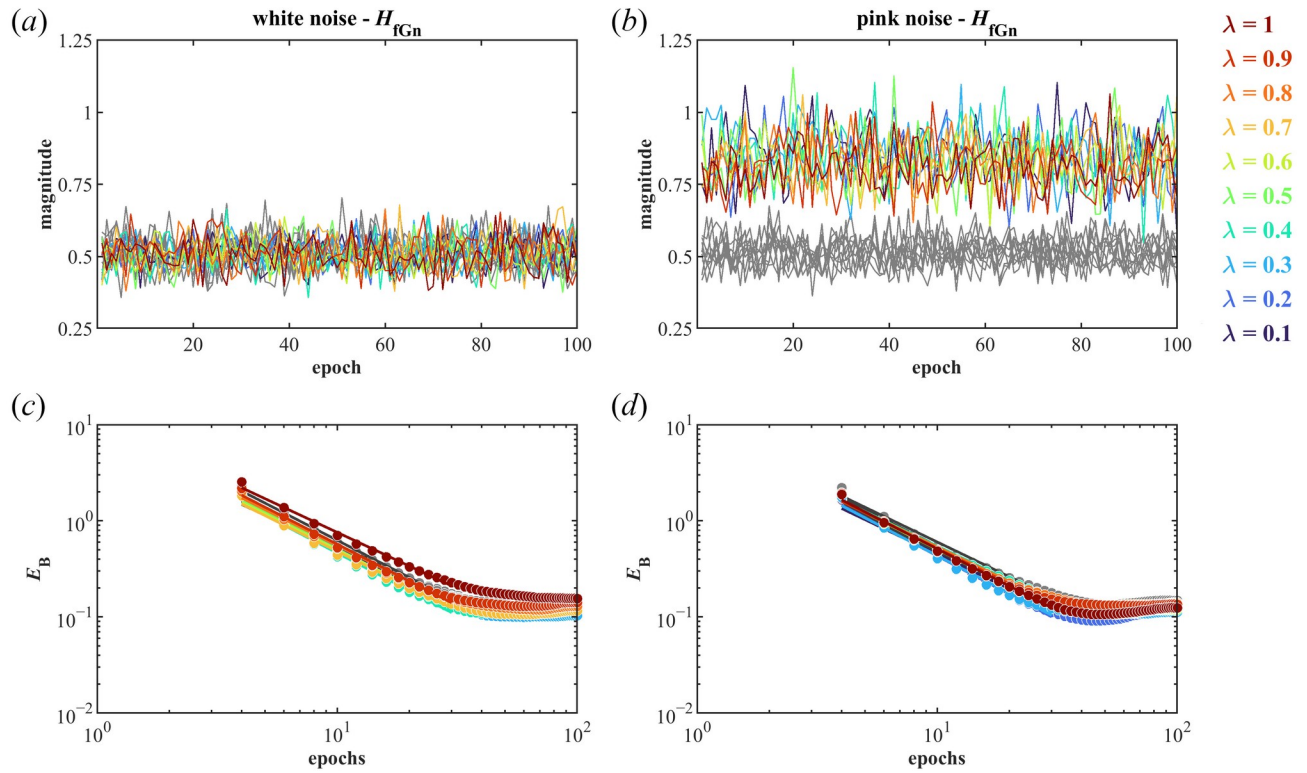 (a) white noise - H_fGn
1.25
1
0.75
0.5
0.25
magnitude
20 40 60 80 100
epoch
(b) pink noise - H_fGn
1.25
1
0.75
0.5
0.25
magnitude
20 40 60 80 100
epoch
λ = 1
λ = 0.9
λ = 0.8
λ = 0.7
λ = 0.6
λ = 0.5
λ = 0.4
λ = 0.3
λ = 0.2
λ = 0.1
(c)
10^1
10^0
10^-1
10^-2
E_B
10^0 10^1 10^2
epochs
(d)
10^1
10^0
10^-1
10^-2
E_B
10^0 10^1 10^2
epochs